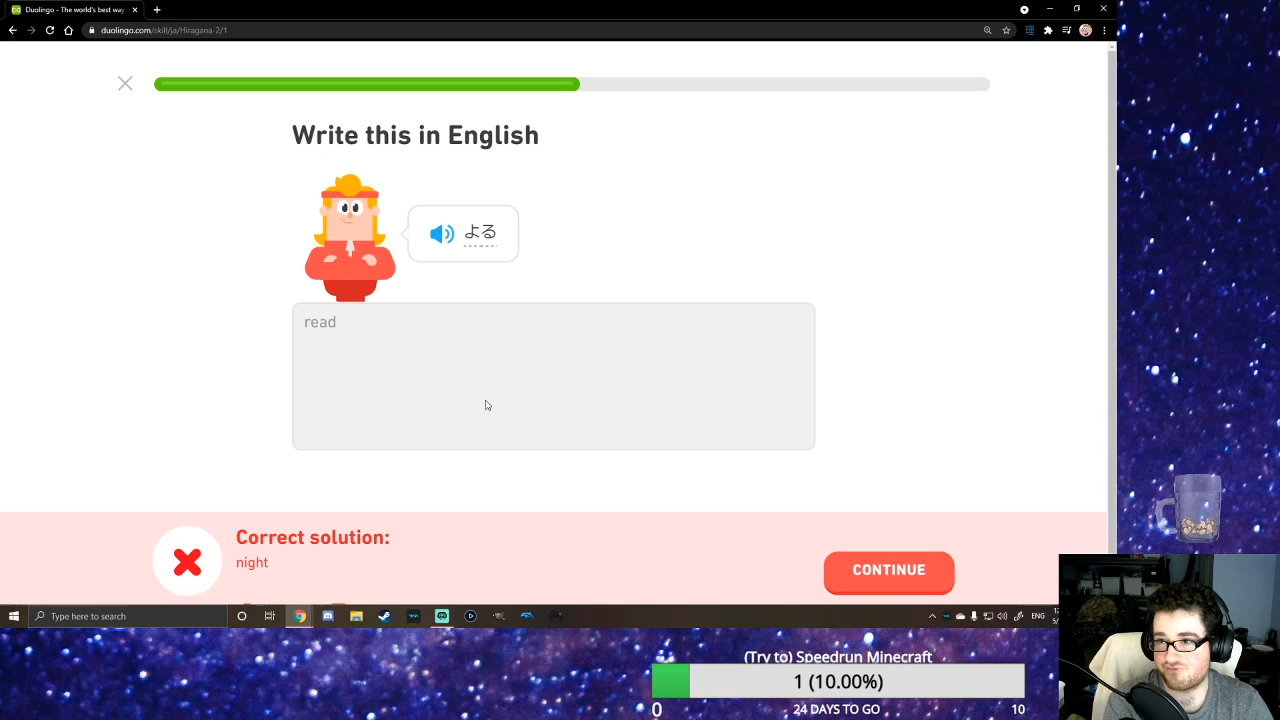 Duolingo - The world's best way
duolingo.com/skill/ja/Hiragana-2/1
Write this in English
よる
read
Correct solution:
night
CONTINUE
Type here to search
ENG
(Try to) Speedrun Minecraft
1 (10.00%)
0
24 DAYS TO GO
10